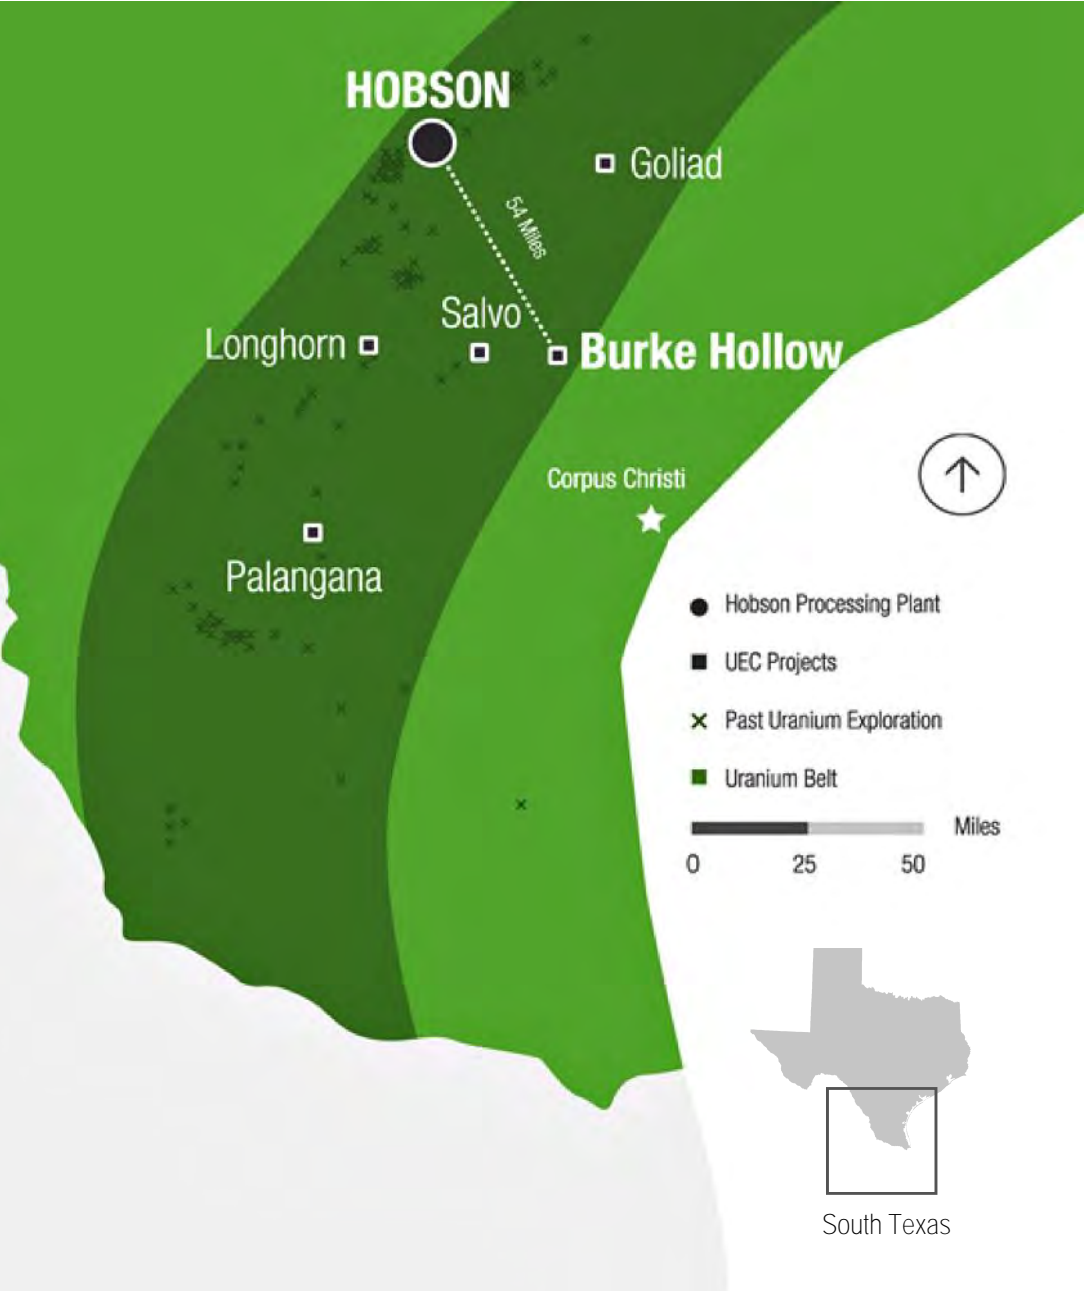 HOBSON
Goliad
54 Miles
Salvo
Longhorn
Burke Hollow
Corpus Christi
Palangana
Hobson Processing Plant
UEC Projects
Past Uranium Exploration
Uranium Belt
Miles
0 25 50
South Texas